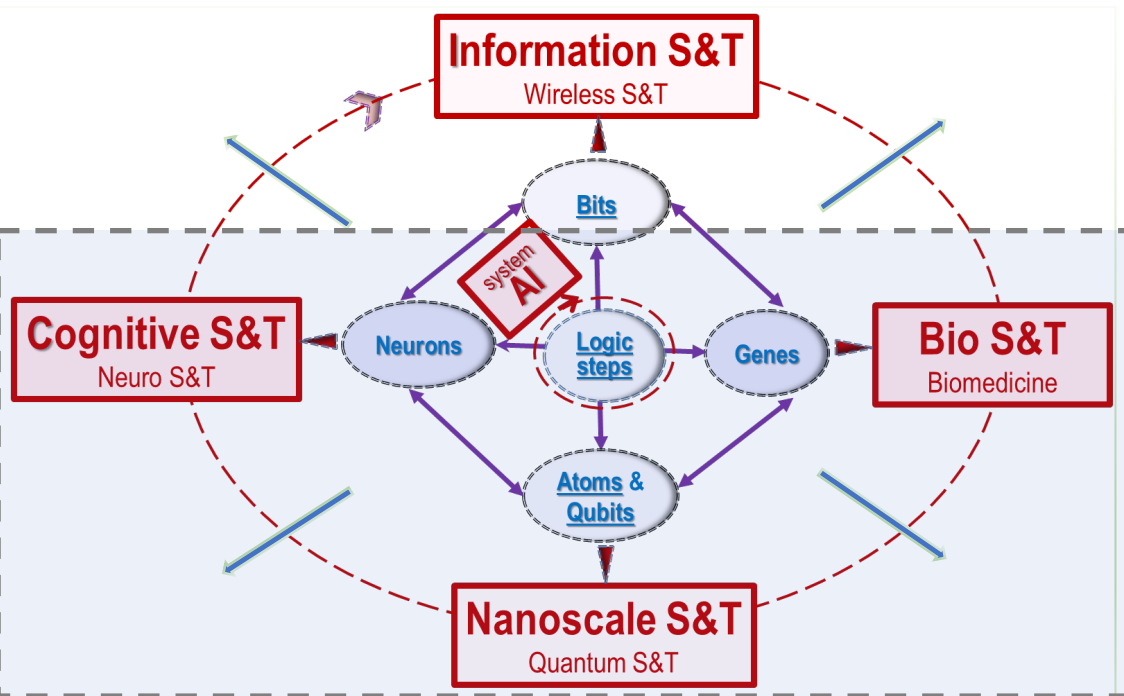 Information S&T
Wireless S&T
Bits
system
AI
Cognitive S&T
Neuro S&T
Neurons
Logic
steps
Genes
Bio S&T
Biomedicine
Atoms &
Qubits
Nanoscale S&T
Quantum S&T